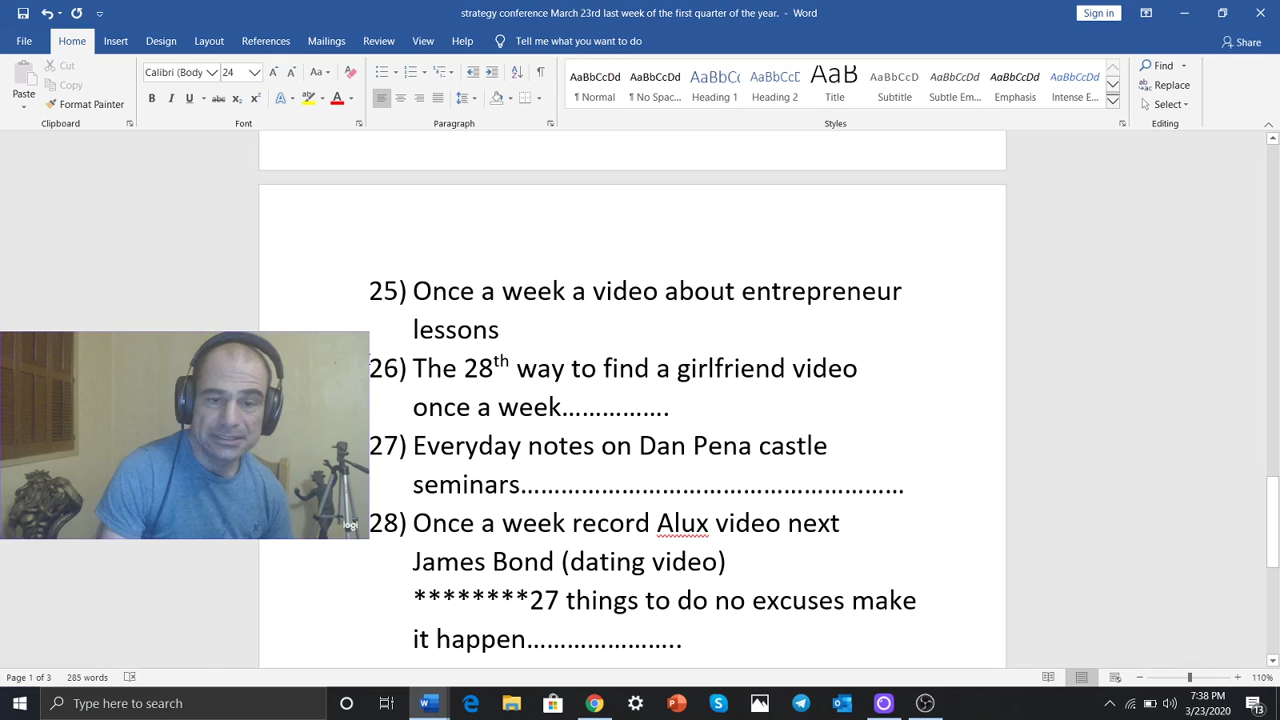 strategy conference March 23rd last week of the first quarter of the year. - Word
Sign in
File Home Insert Design Layout References Mailings Review View Help Tell me what you want to do
Share
Paste
Cut
Copy
Format Painter
Clipboard
Calibri (Body 24
Font
Paragraph
AaBbCcDd AaBbCcDd AaBbCc AaBbCcD AaB AaBbCcD AaBbCcDd AaBbCcDd AaBbCcDd
¶ Normal ¶ No Spac... Heading 1 Heading 2 Title Subtitle Subtle Em... Emphasis Intense E...
Styles
Find
Replace
Select
Editing
25) Once a week a video about entrepreneur
lessons
26) The 28th way to find a girlfriend video
once a week…………….
27) Everyday notes on Dan Pena castle
seminars…………………………………………………
28) Once a week record Alux video next
James Bond (dating video)
********27 things to do no excuses make
it happen…………………..
logi
Page 1 of 3 285 words
110%
Type here to search
7:38 PM
3/23/2020
13